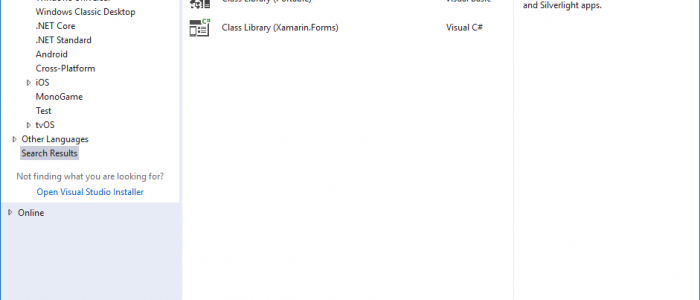 Windows Classic Desktop
.NET Core
.NET Standard
Android
Cross-Platform
iOS
MonoGame
Test
tvOS
Other Languages
Search Results
Not finding what you are looking for?
Open Visual Studio Installer
Online
Class Library (Portable)
Visual Basic
Class Library (Xamarin.Forms)
Visual C#
and Silverlight apps.